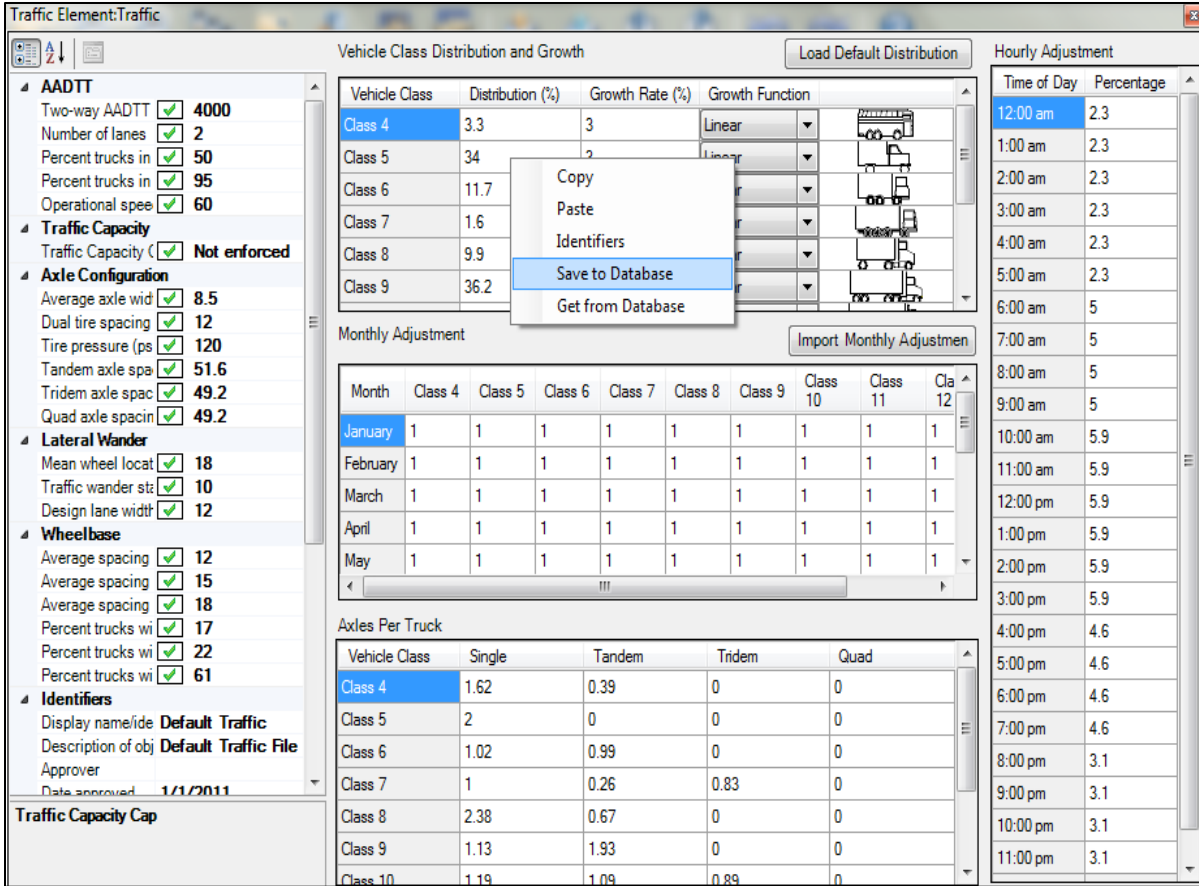 Traffic Element:Traffic
AADTT
Two-way AADTT 4000
Number of lanes 2
Percent trucks in 50
Percent trucks in 95
Operational spee 60
Traffic Capacity
Traffic Capacity ( Not enforced
Axle Configuration
Average axle wid 8.5
Dual tire spacing 12
Tire pressure (ps 120
Tandem axle spa 51.6
Tridem axle spac 49.2
Quad axle spacin 49.2
Lateral Wander
Mean wheel locat 18
Traffic wander sta 10
Design lane width 12
Wheelbase
Average spacing 12
Average spacing 15
Average spacing 18
Percent trucks wi 17
Percent trucks wi 22
Percent trucks wi 61
Identifiers
Display name/ide Default Traffic
Description of obj Default Traffic File
Approver
Date approved 1/1/2011
Traffic Capacity Cap
Vehicle Class Distribution and Growth Load Default Distribution
Vehicle Class Distribution (%) Growth Rate (%) Growth Function
Class 4 3.3 3 Linear
Class 5 34 3 Linear
Class 6 11.7
Class 7 1.6
Class 8 9.9
Class 9 36.2
Copy
Paste
Identifiers
Save to Database
Get from Database
Monthly Adjustment Import Monthly Adjustmen
Month Class 4 Class 5 Class 6 Class 7 Class 8 Class 9 Class 10 Class 11 Cla 12
January 1 1 1 1 1 1 1 1 1
February 1 1 1 1 1 1 1 1 1
March 1 1 1 1 1 1 1 1 1
April 1 1 1 1 1 1 1 1 1
May 1 1 1 1 1 1 1 1 1
Axles Per Truck
Vehicle Class Single Tandem Tridem Quad
Class 4 1.62 0.39 0 0
Class 5 2 0 0 0
Class 6 1.02 0.99 0 0
Class 7 1 0.26 0.83 0
Class 8 2.38 0.67 0 0
Class 9 1.13 1.93 0 0
Class 10 1.19 1.09 0.89 0
Hourly Adjustment
Time of Day Percentage
12:00 am 2.3
1:00 am 2.3
2:00 am 2.3
3:00 am 2.3
4:00 am 2.3
5:00 am 2.3
6:00 am 5
7:00 am 5
8:00 am 5
9:00 am 5
10:00 am 5.9
11:00 am 5.9
12:00 pm 5.9
1:00 pm 5.9
2:00 pm 5.9
3:00 pm 5.9
4:00 pm 4.6
5:00 pm 4.6
6:00 pm 4.6
7:00 pm 4.6
8:00 pm 3.1
9:00 pm 3.1
10:00 pm 3.1
11:00 pm 3.1